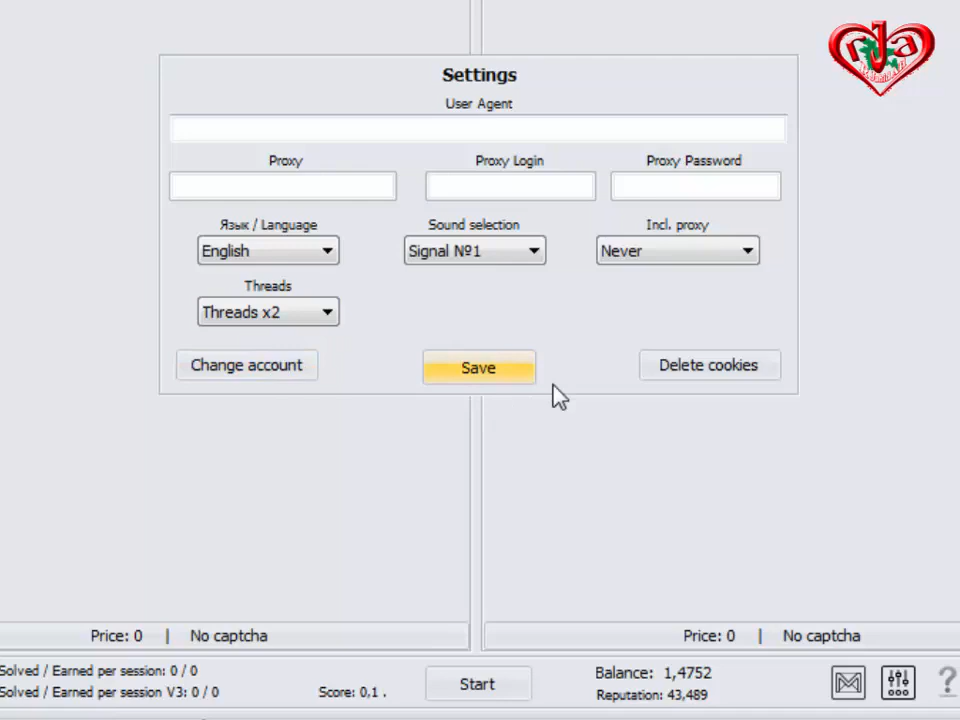 Settings
User Agent
Proxy
Proxy Login
Proxy Password
Язык / Language
Sound selection
Incl. proxy
English
Signal №1
Never
Threads
Threads x2
Change account
Save
Delete cookies
Price: 0 | No captcha
Price: 0 | No captcha
Solved / Earned per session: 0 / 0
Solved / Earned per session V3: 0 / 0
Score: 0,1 .
Start
Balance: 1,4752
Reputation: 43,489
?
rJa